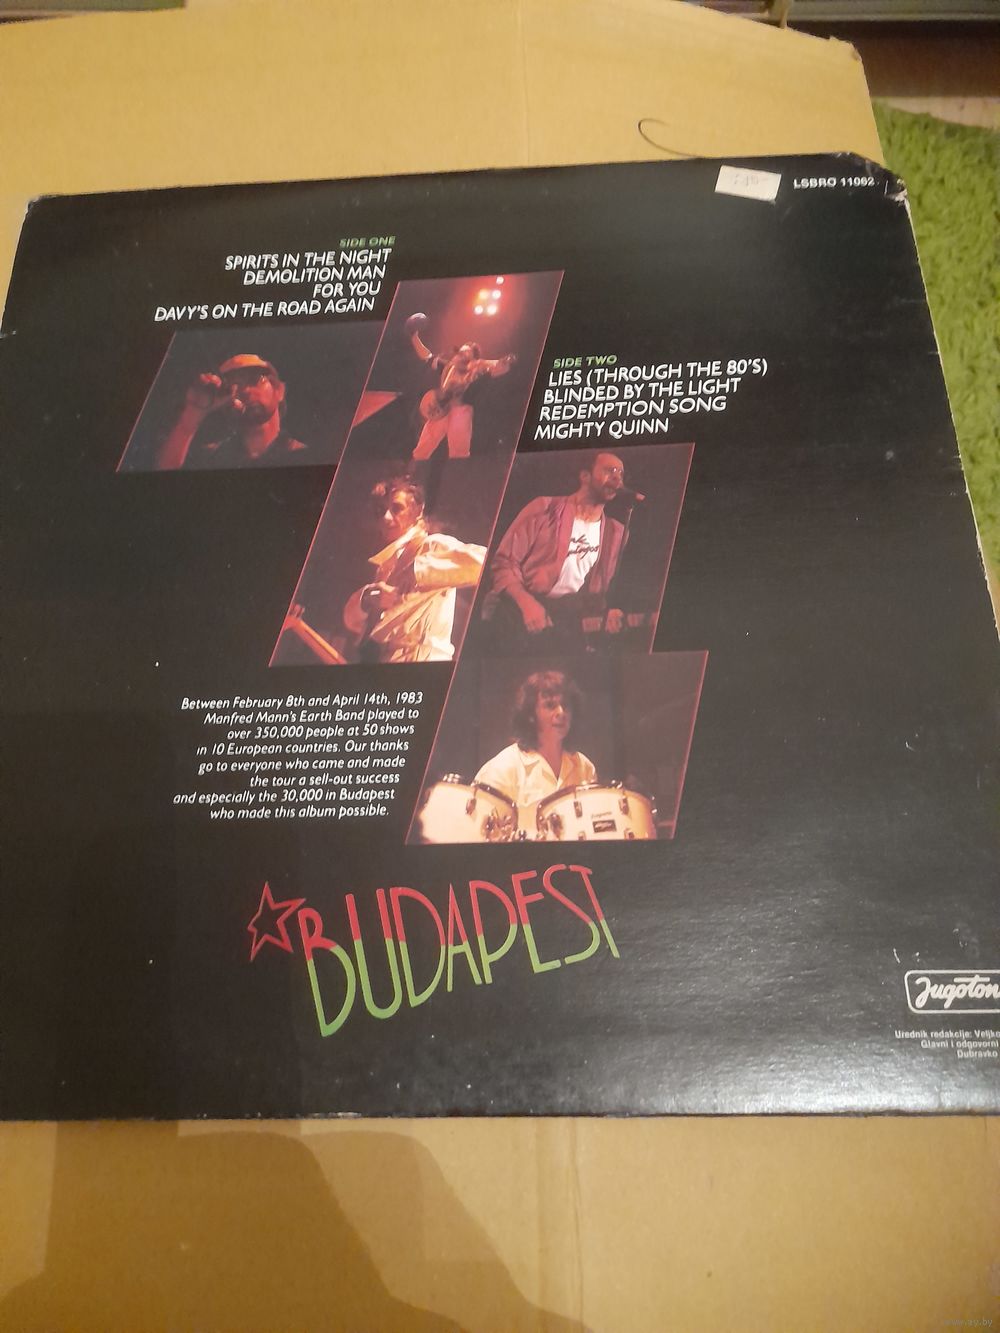 LSBRO 11062
SIDE ONE
SPIRITS IN THE NIGHT
DEMOLITION MAN
FOR YOU
DAVY'S ON THE ROAD AGAIN
SIDE TWO
LIES (THROUGH THE 80'S)
BLINDED BY THE LIGHT
REDEMPTION SONG
MIGHTY QUINN
Between February 8th and April 14th, 1983
Manfred Mann's Earth Band played to
over 350,000 people at 50 shows
in 10 European countries. Our thanks
go to everyone who came and made
the tour a sell-out success
and especially the 30,000 in Budapest
who made this album possible.
BUDAPEST
Jugoton
Urednik redakcije: Veljko
Glavni i odgovorni
Dubravko
www.ay.by